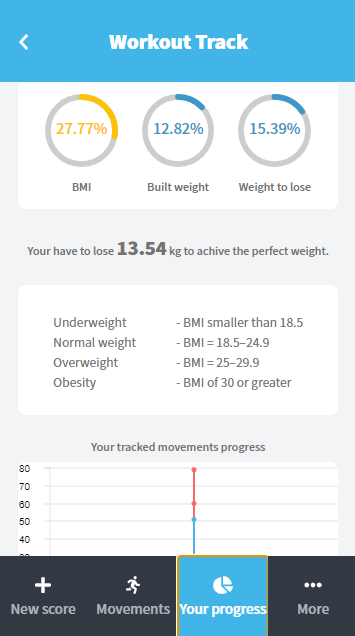 Workout Track
27.77% 12.82% 15.39%
BMI Built weight Weight to lose
Your have to lose 13.54 kg to achive the perfect weight.
Underweight - BMI smaller than 18.5
Normal weight - BMI = 18.5–24.9
Overweight - BMI = 25–29.9
Obesity - BMI of 30 or greater
Your tracked movements progress
80
70
60
50
40
New score Movements Your progress More